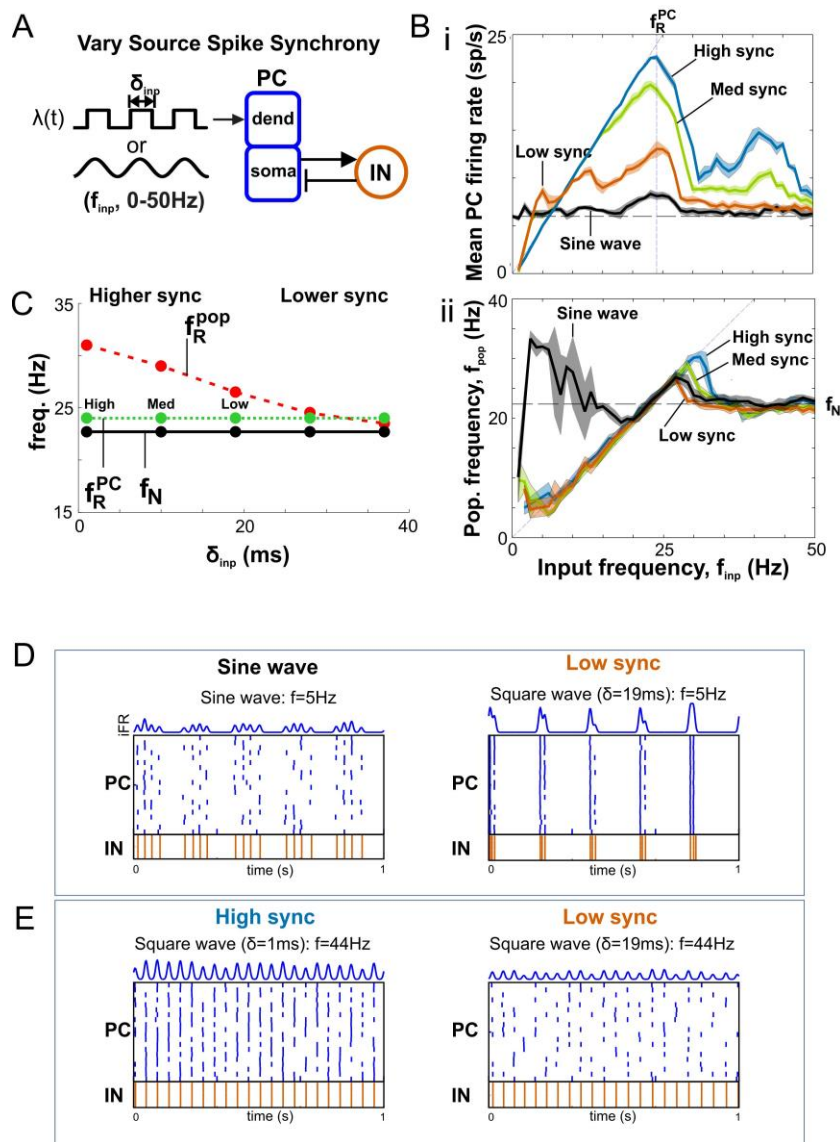 A
Vary Source Spike Synchrony
δinp
PC
λ(t)
dend
or
soma
IN
(finp, 0-50Hz)
B
i
fRPC
Mean PC firing rate (sp/s)
25
0
High sync
Med sync
Low sync
Sine wave
ii
Pop. frequency, fpop (Hz)
44
22
0
Sine wave
High sync
Med sync
Low sync
fN
0
25
50
Input frequency, finp (Hz)
C
Higher sync
Lower sync
fRpop
freq. (Hz)
35
25
15
High
Med
Low
fRPC
fN
0
20
40
δinp (ms)
D
Sine wave
Sine wave: f=5Hz
iFR
PC
IN
0
time (s)
1
Low sync
Square wave (δ=19ms): f=5Hz
PC
IN
0
time (s)
1
E
High sync
Square wave (δ=1ms): f=44Hz
PC
IN
0
time (s)
1
Low sync
Square wave (δ=19ms): f=44Hz
PC
IN
0
time (s)
1